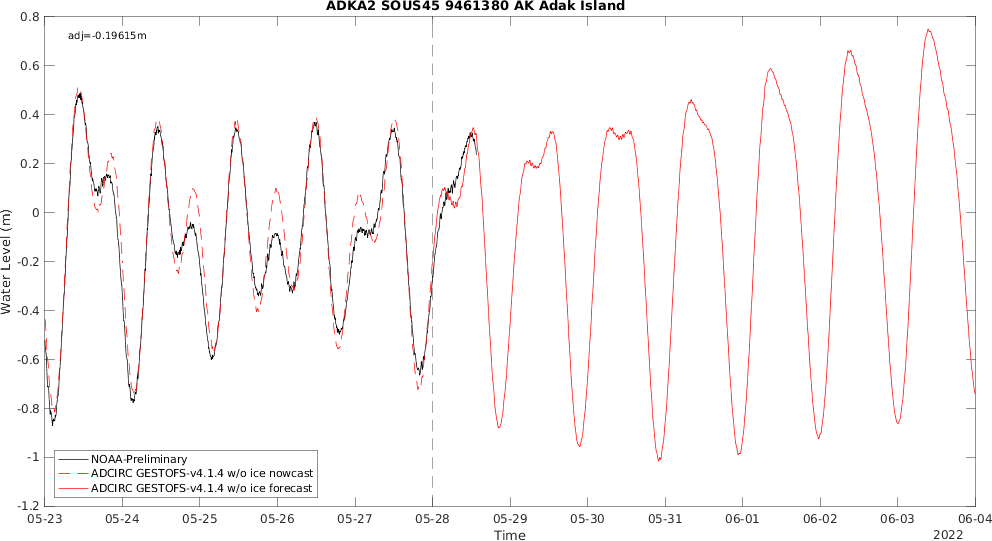 ADKA2 SOUS45 9461380 AK Adak Island
adj=-0.19615m
0.8
0.6
0.4
0.2
0
-0.2
-0.4
-0.6
-0.8
-1
-1.2
Water Level (m)
NOAA-Preliminary
ADCIRC GESTOFS-v4.1.4 w/o ice nowcast
ADCIRC GESTOFS-v4.1.4 w/o ice forecast
05-23 05-24 05-25 05-26 05-27 05-28 05-29 05-30 05-31 06-01 06-02 06-03 06-04
Time
2022